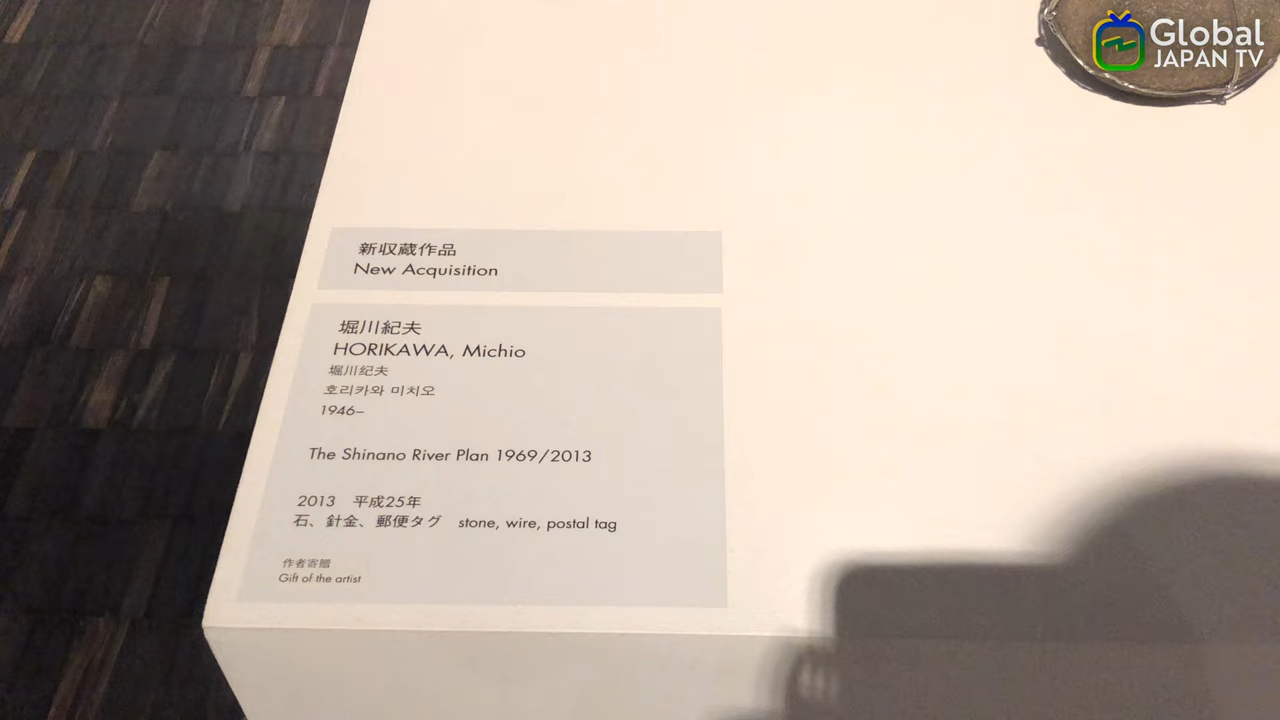 Global
JAPAN TV
新収蔵作品
New Acquisition
堀川紀夫
HORIKAWA, Michio
堀川纪夫
호리카와 미치오
1946–
The Shinano River Plan 1969/2013
2013　平成25年
石、針金、郵便タグ　stone, wire, postal tag
作者寄贈
Gift of the artist